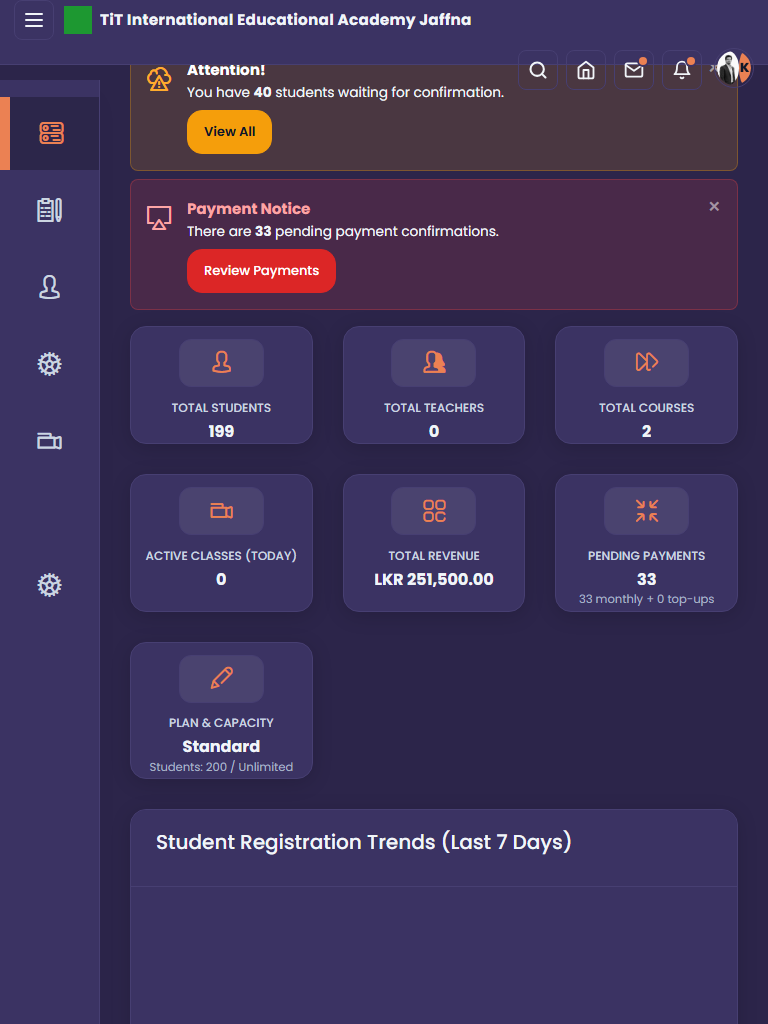 TiT International Educational Academy Jaffna
Attention!
You have 40 students waiting for confirmation.
View All
Payment Notice
There are 33 pending payment confirmations.
Review Payments
TOTAL STUDENTS
199
TOTAL TEACHERS
0
TOTAL COURSES
2
ACTIVE CLASSES (TODAY)
0
TOTAL REVENUE
LKR 251,500.00
PENDING PAYMENTS
33
33 monthly + 0 top-ups
PLAN & CAPACITY
Standard
Students: 200 / Unlimited
Student Registration Trends (Last 7 Days)